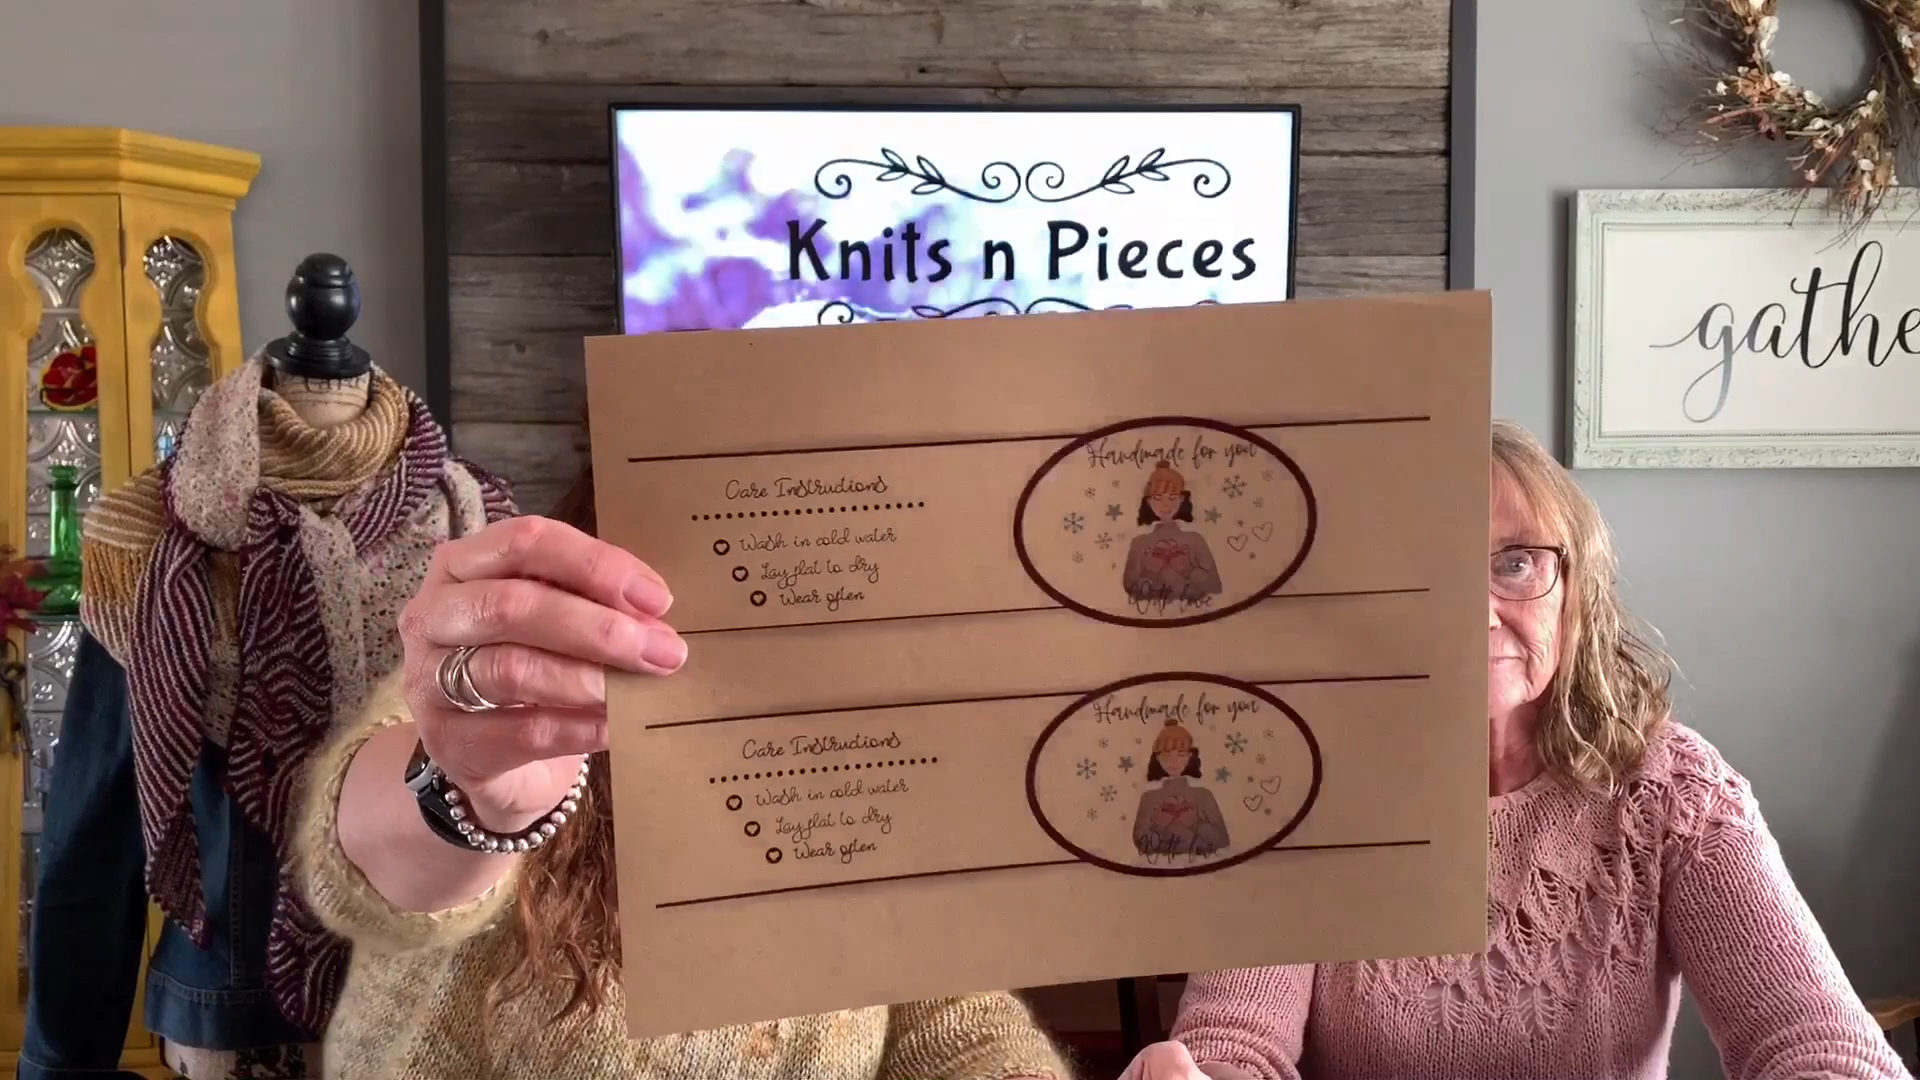 Knits n Pieces
gathe
Handmade for you
Care Instructions
Wash in cold water
Lay flat to dry
Wear often
With love
Handmade for you
Care Instructions
Wash in cold water
Lay flat to dry
Wear often
With love